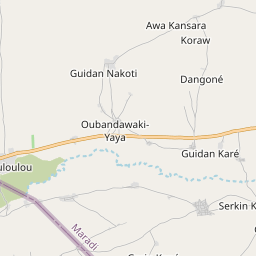 Awa Kansara
Koraw
Guidan Nakoti
Dangoné
Oubandawaki-
Yaya
Guidan Karé
uloulou
Serkin K
Maradi